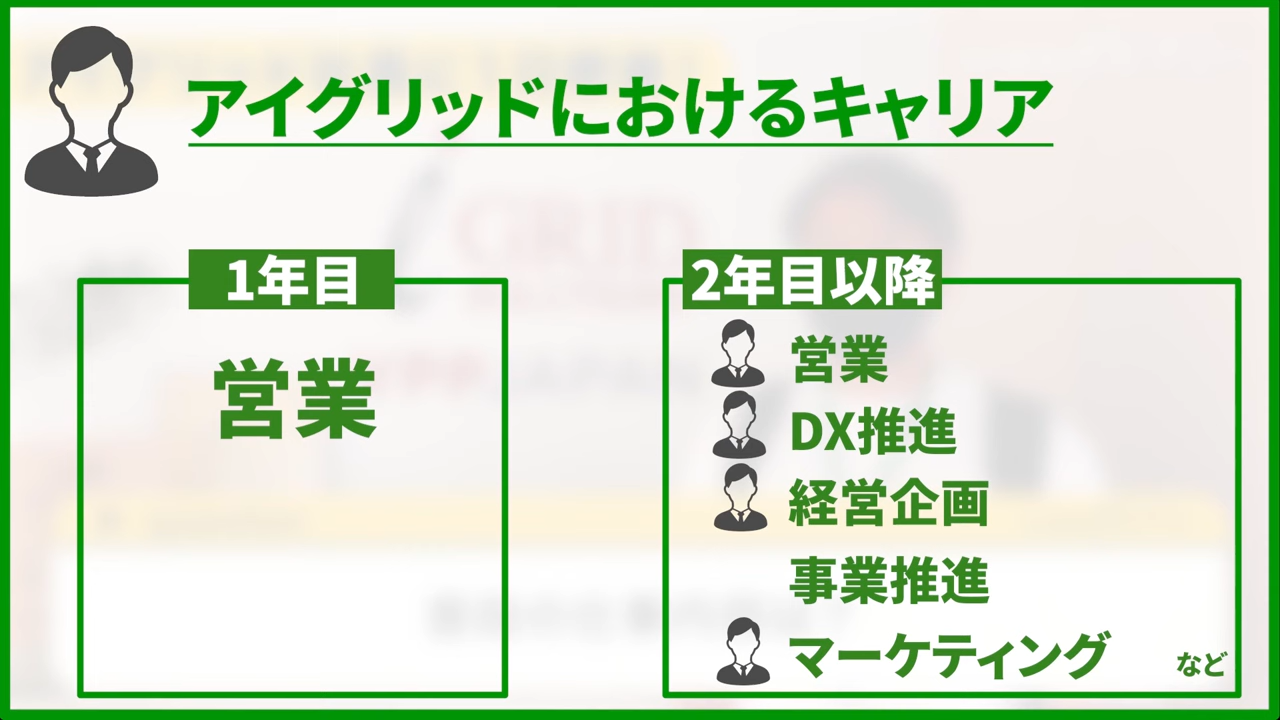 アイグリッドにおけるキャリア
1年目
営業
2年目以降
営業
DX推進
経営企画
事業推進
マーケティング
など